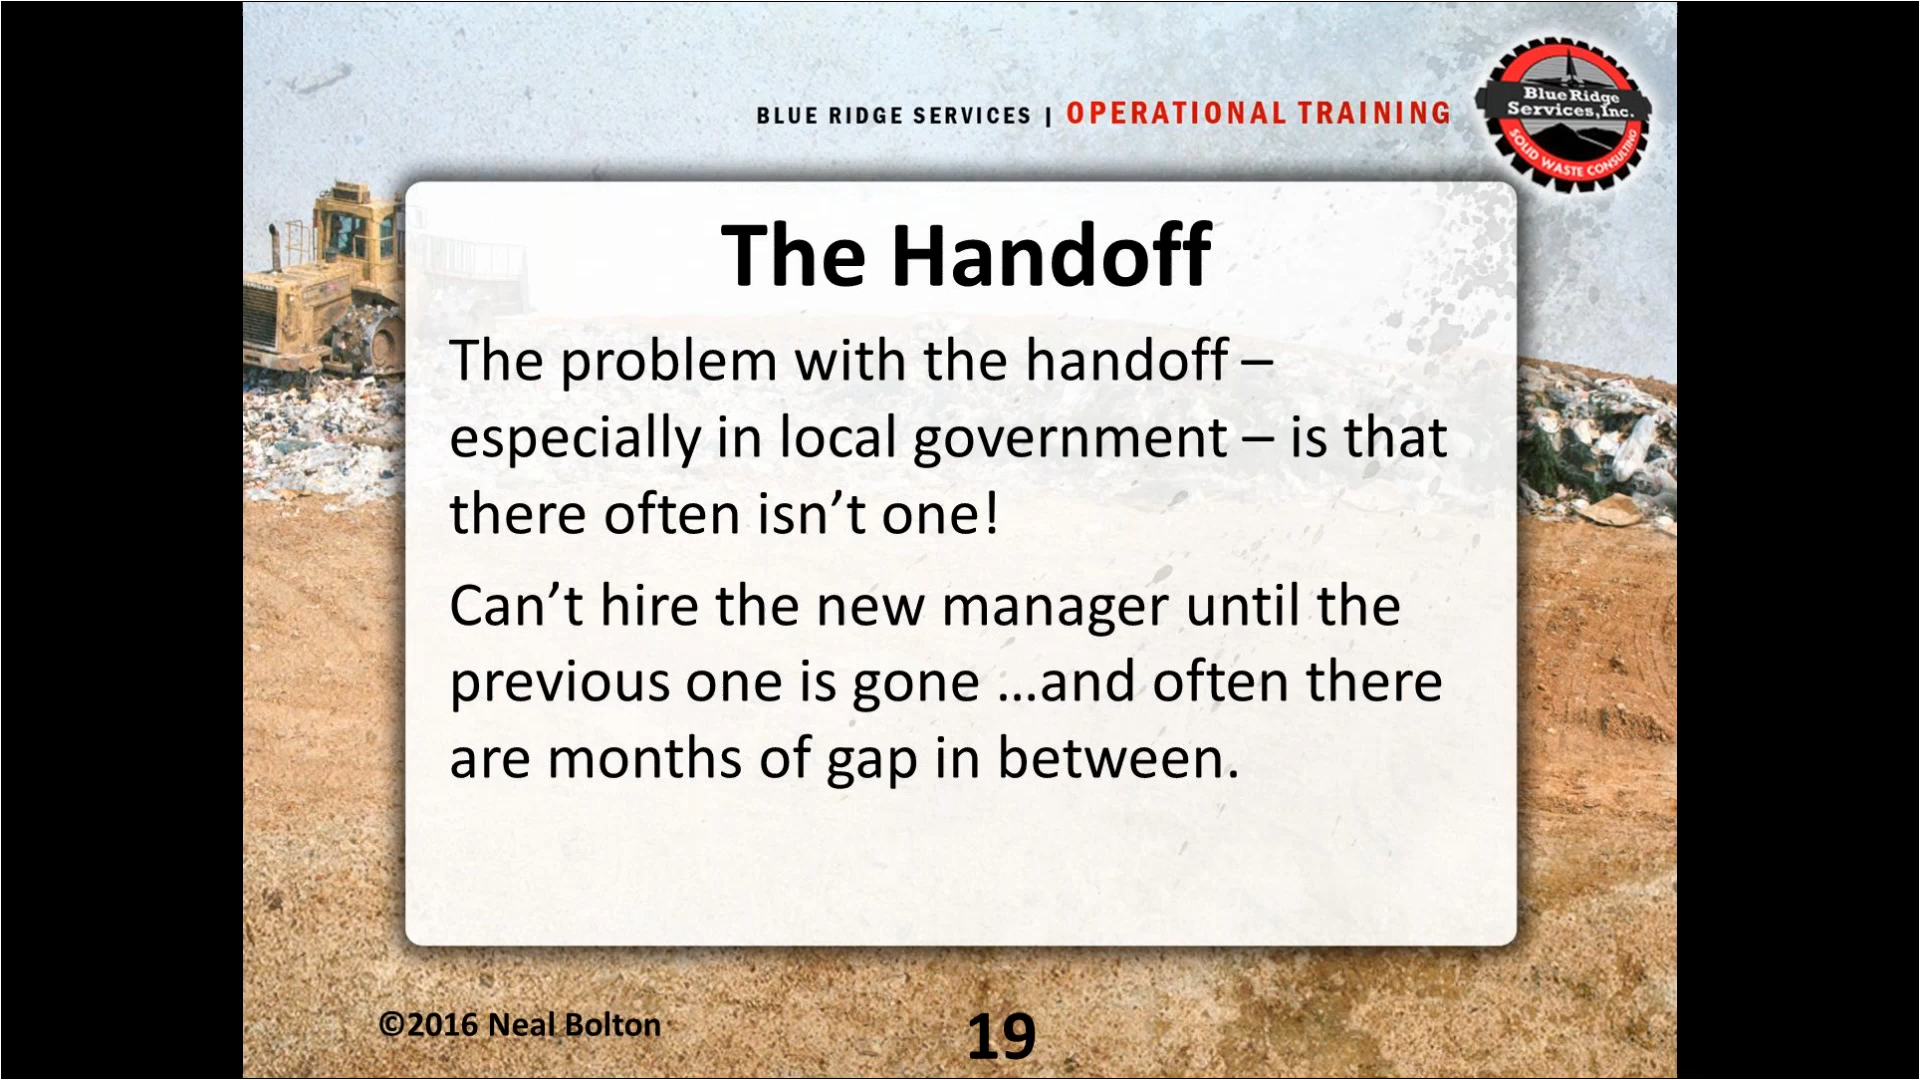 BLUE RIDGE SERVICES | OPERATIONAL TRAINING
Blue Ridge
Services, Inc.
SOLID WASTE CONSULTING
The Handoff
The problem with the handoff –
especially in local government – is that
there often isn’t one!
Can’t hire the new manager until the
previous one is gone …and often there
are months of gap in between.
©2016 Neal Bolton
19